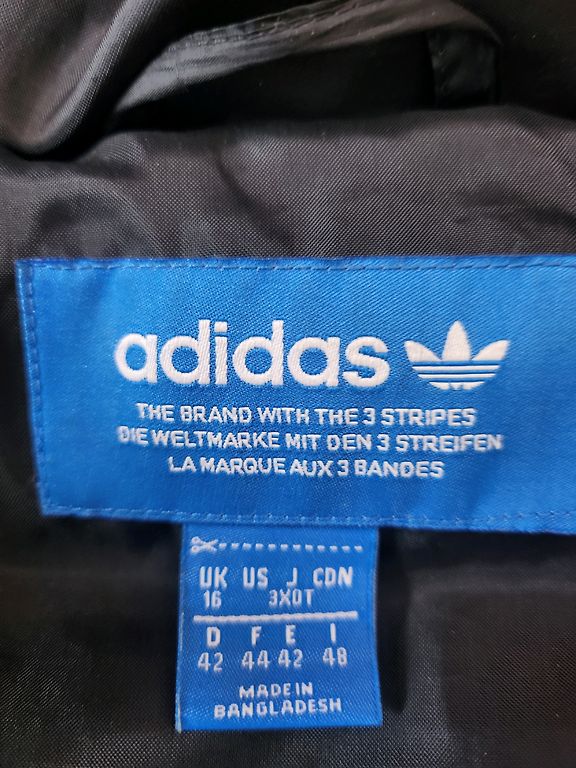 adidas
THE BRAND WITH THE 3 STRIPES
DIE WELTMARKE MIT DEN 3 STREIFEN
LA MARQUE AUX 3 BANDES
UK US J CDN
16 3XOT
D F E I
42 44 42 48
MADE IN
BANGLADESH